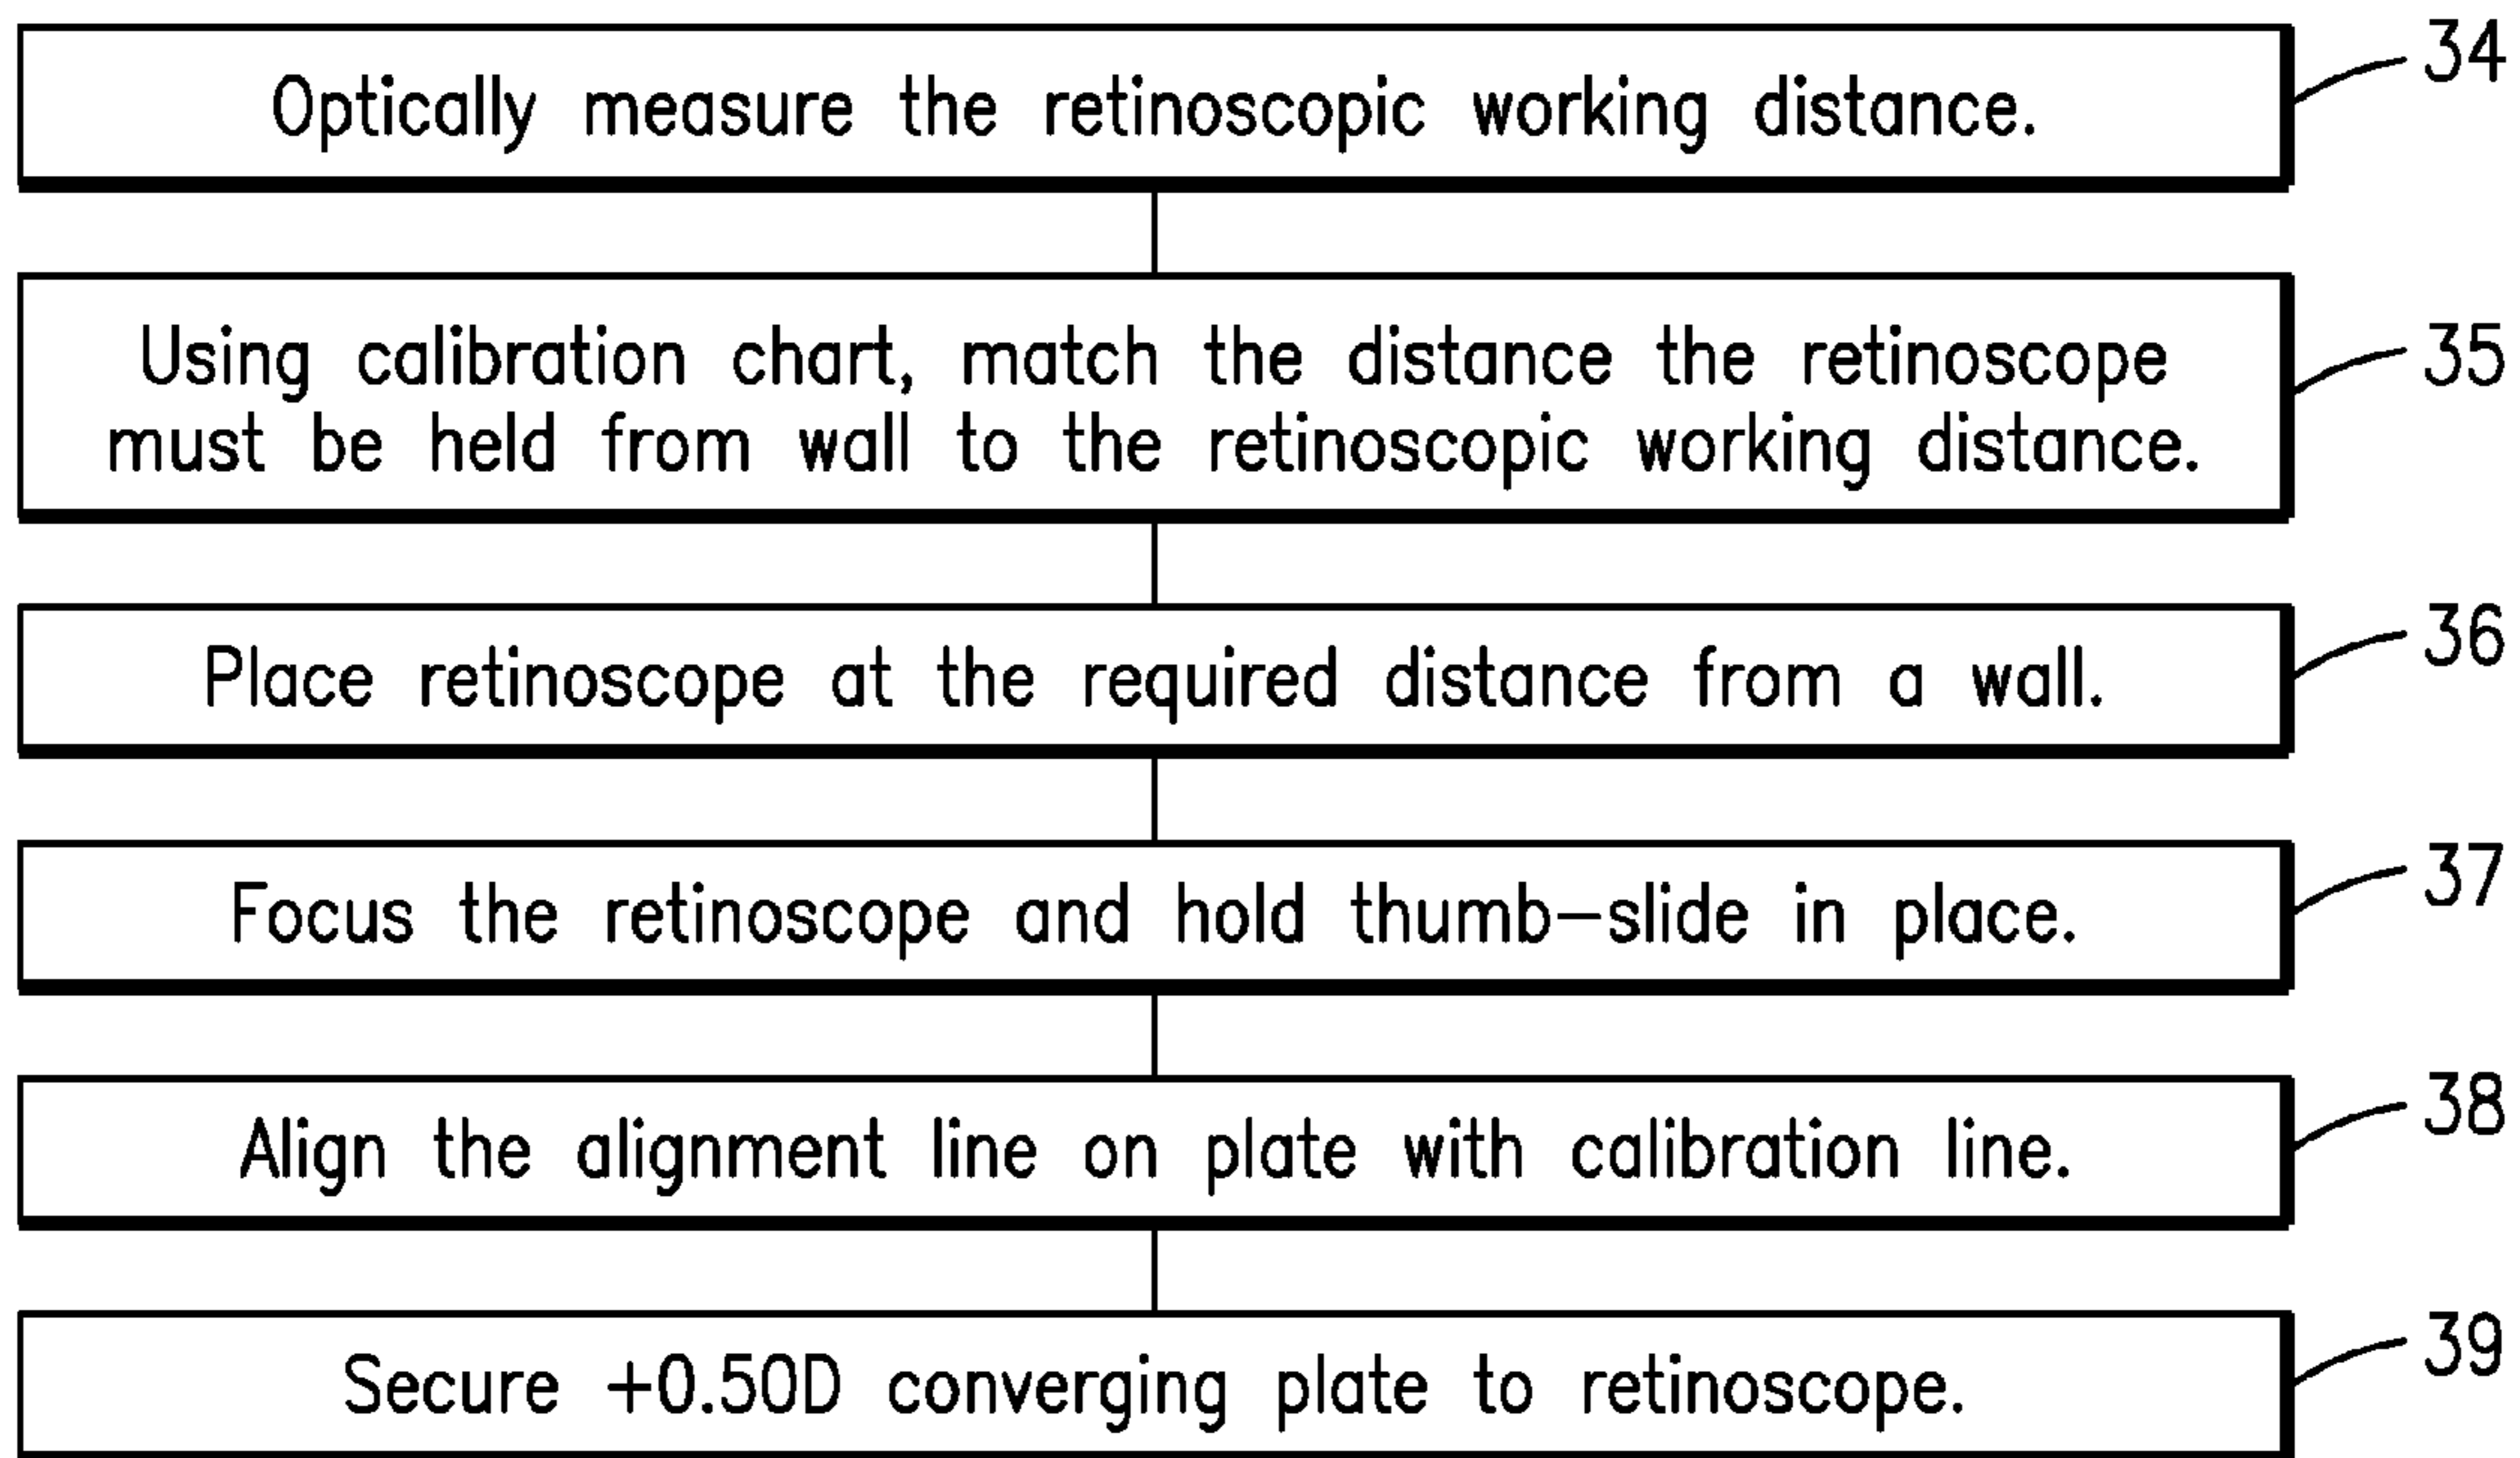 Optically measure the retinoscopic working distance.
34
Using calibration chart, match the distance the retinoscope
must be held from wall to the retinoscopic working distance.
35
Place retinoscope at the required distance from a wall.
36
Focus the retinoscope and hold thumb–slide in place.
37
Align the alignment line on plate with calibration line.
38
Secure +0.50D converging plate to retinoscope.
39